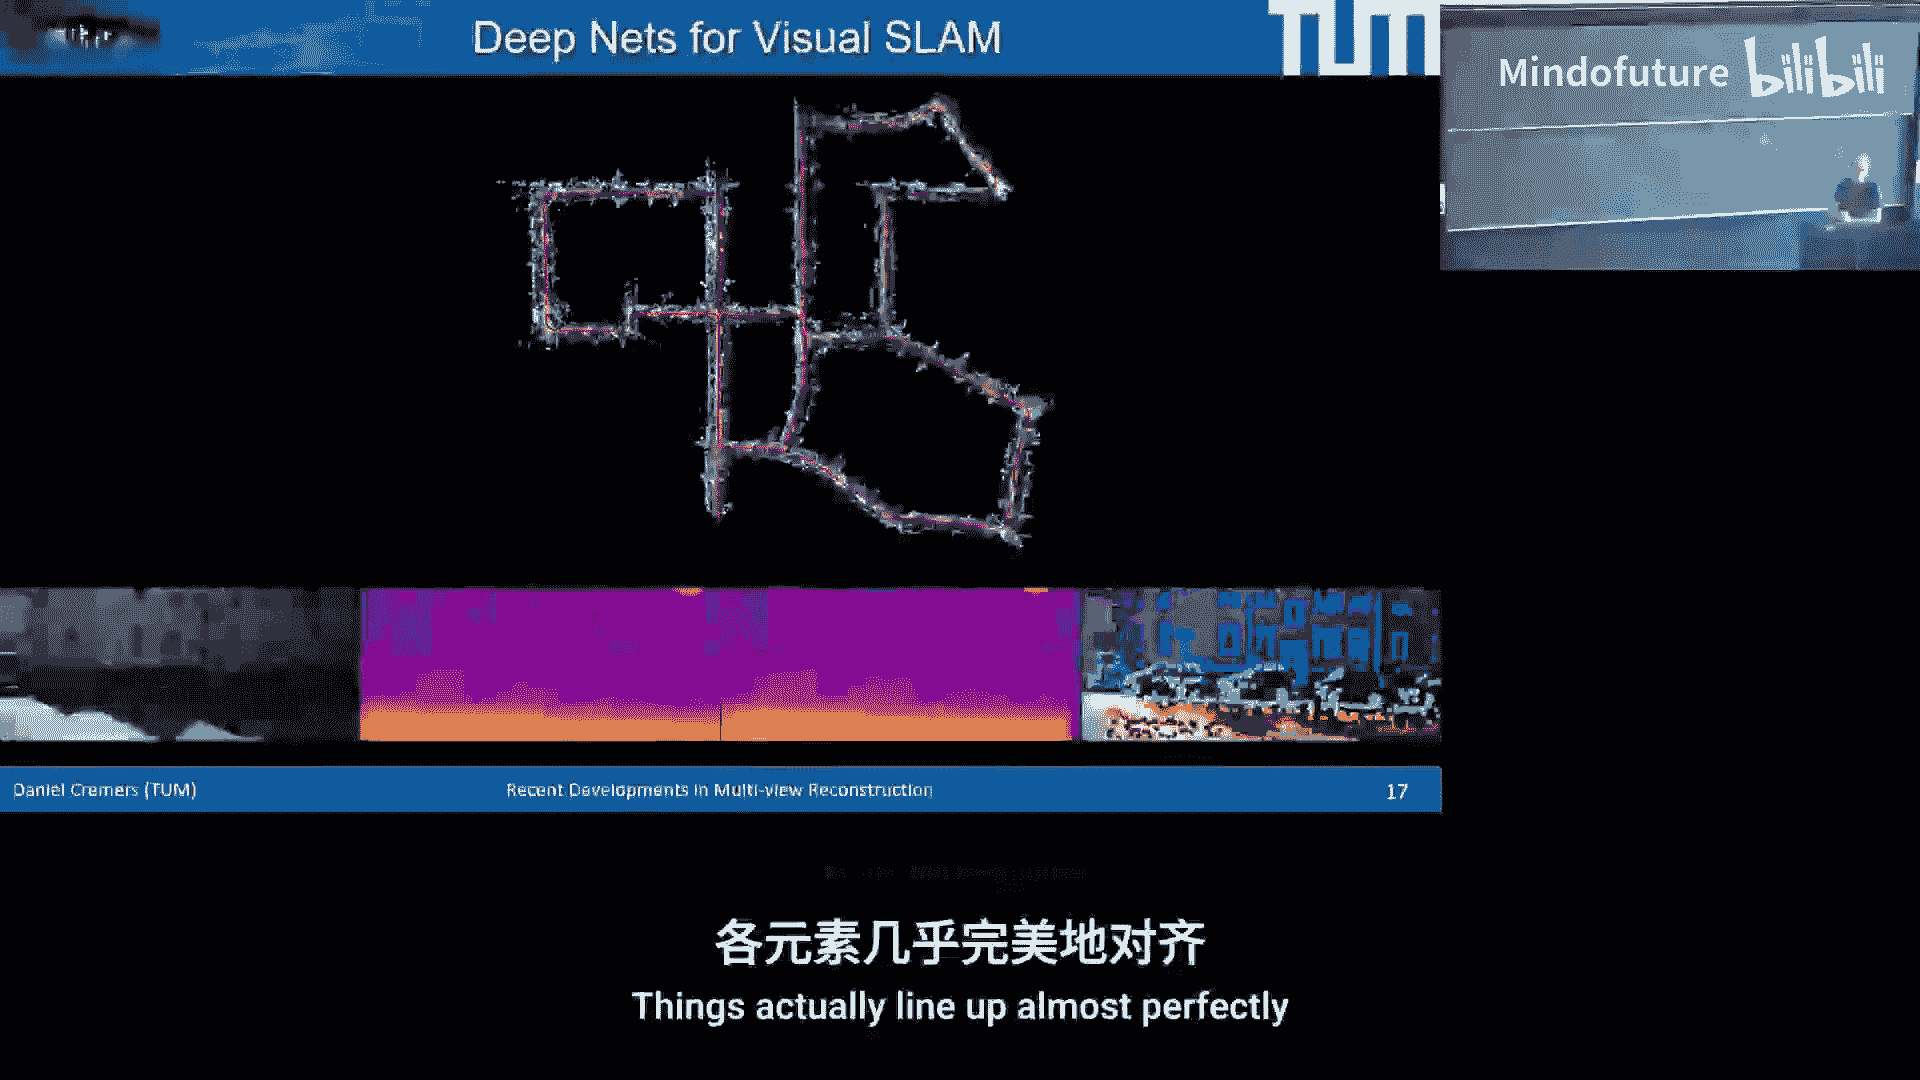 Deep Nets for Visual SLAM
TUM
Mindofuture bilibili
Daniel Cremers (TUM)
Recent Developments in Multi-view Reconstruction
17
各元素几乎完美地对齐
Things actually line up almost perfectly